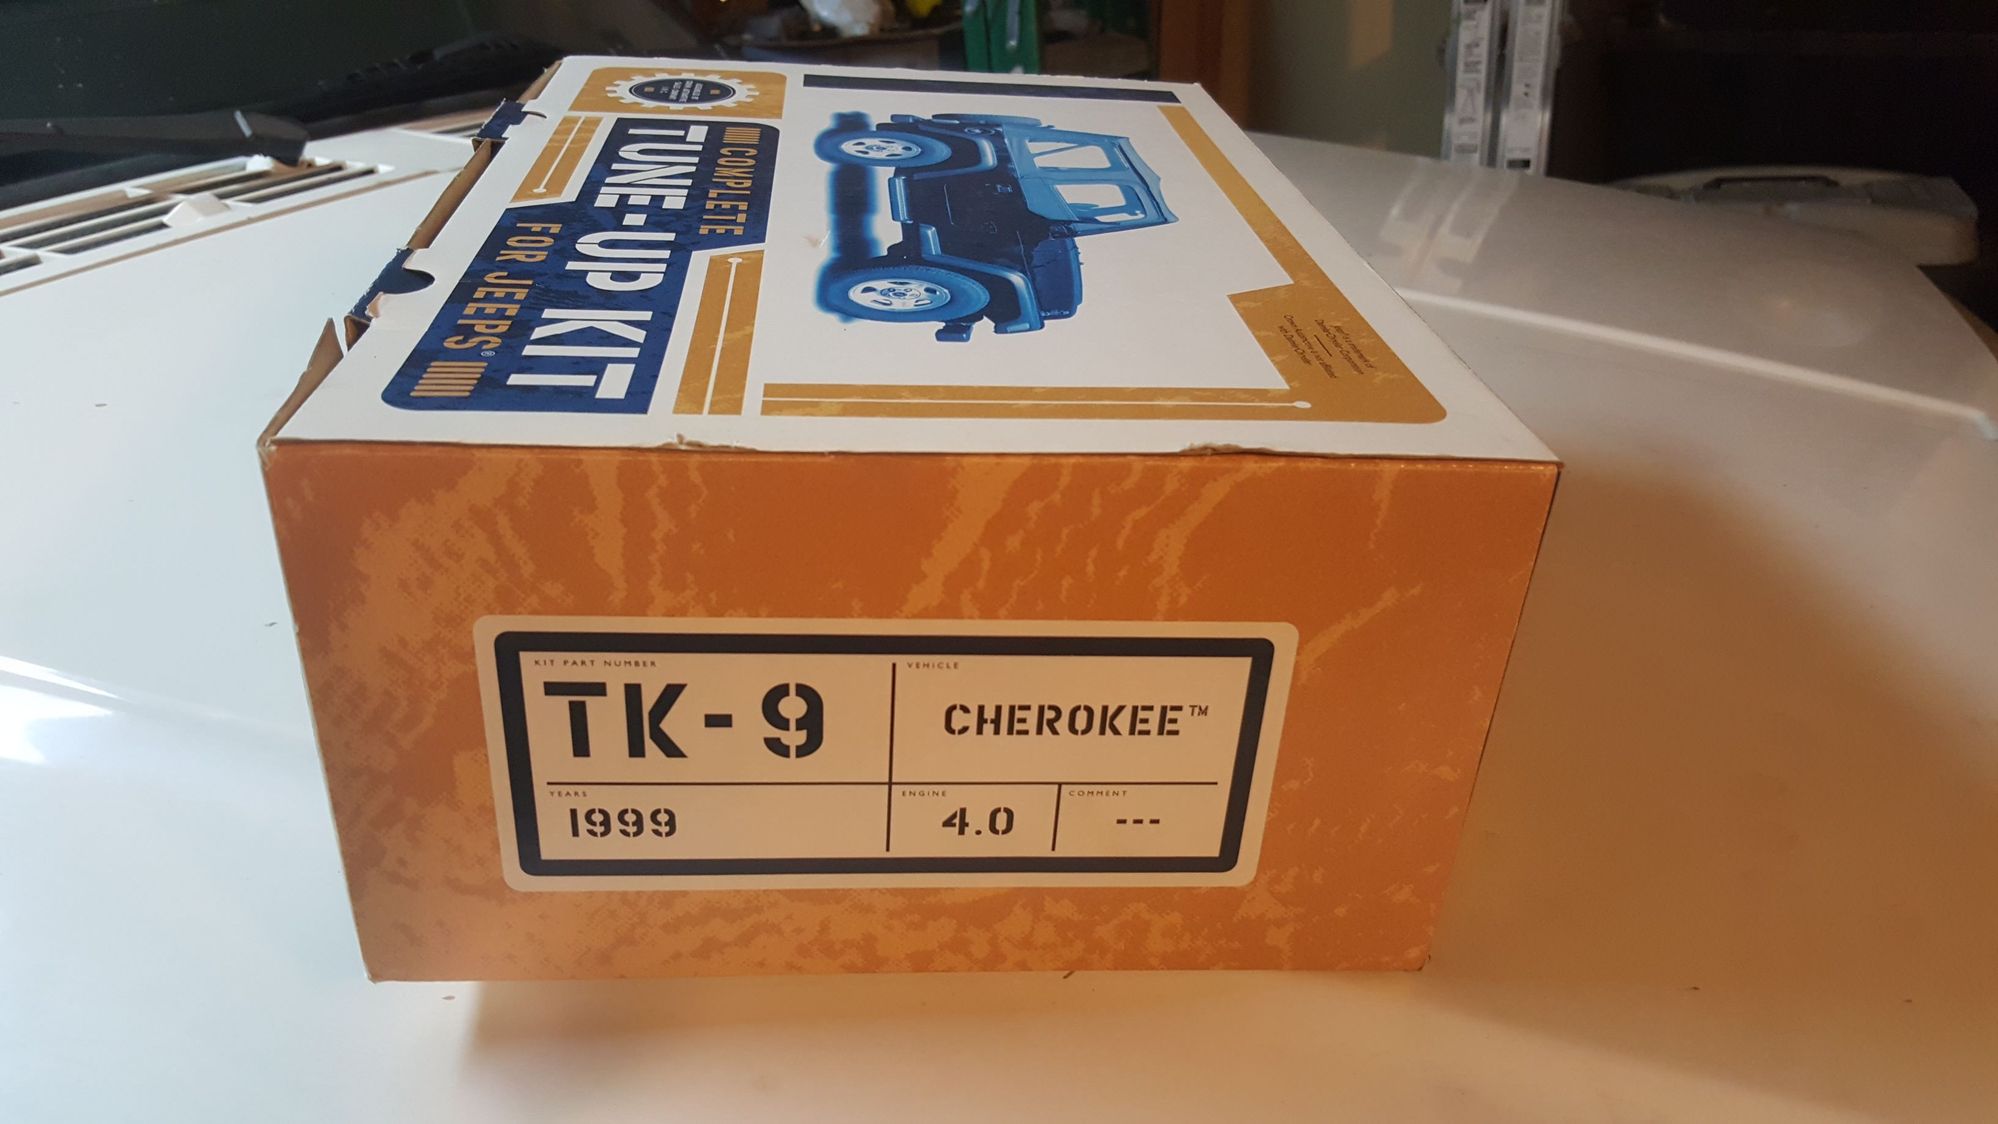 COMPLETE
TUNE-UP KIT
FOR JEEPS®
KIT PART NUMBER
TK-9
VEHICLE
CHEROKEE™
YEARS
1999
ENGINE
4.0
COMMENT
---